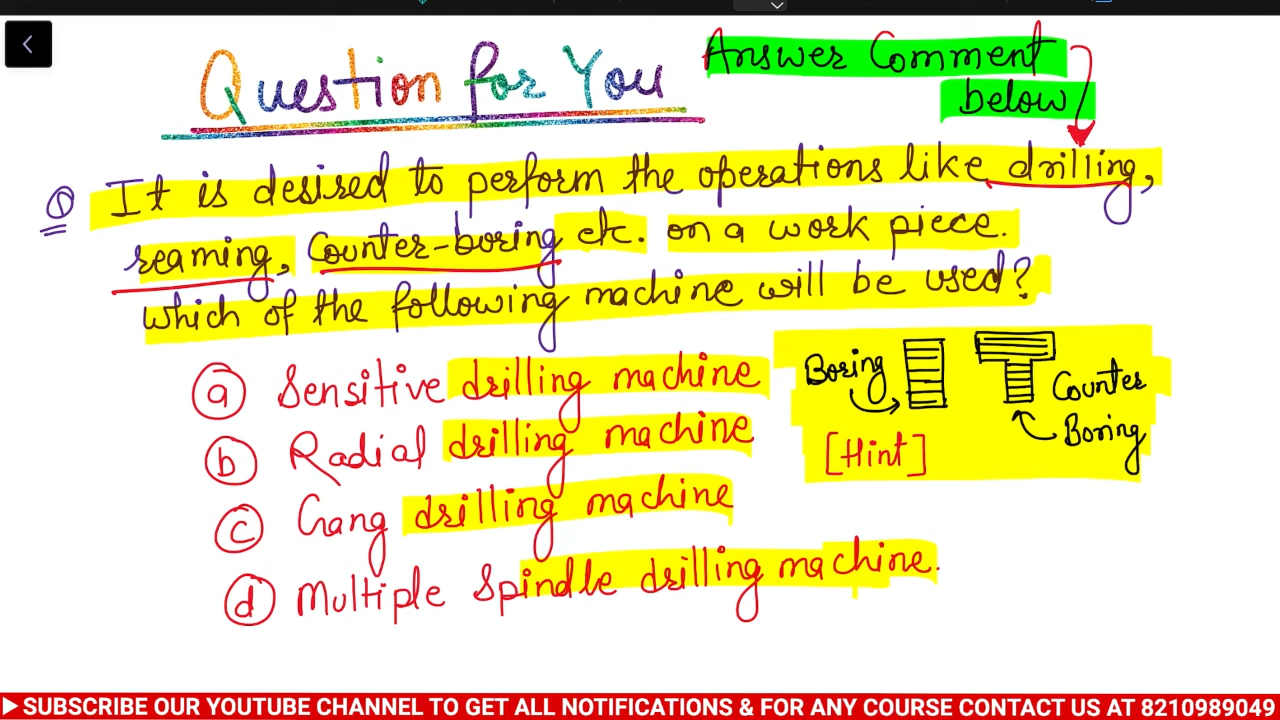 Question for You
Answer Comment
below
Q It is desired to perform the operations like drilling,
reaming, Counter-boring etc. on a work piece.
which of the following machine will be used?
a Sensitive drilling machine
b Radial drilling machine
c Gang drilling machine
d Multiple Spindle drilling machine.
Boring
Counter
Boring
[Hint]
▶ SUBSCRIBE OUR YOUTUBE CHANNEL TO GET ALL NOTIFICATIONS & FOR ANY COURSE CONTACT US AT 8210989049